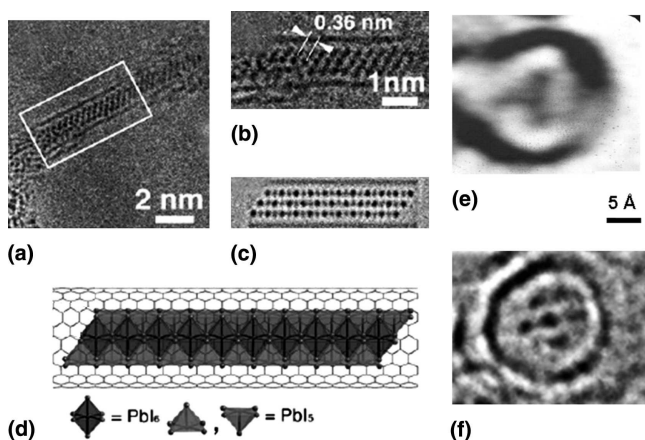 0.36 nm
1nm
2 nm
(a)
(b)
(c)
(d)
= PbI₆
,
= PbI₅
(e)
5 Å
(f)